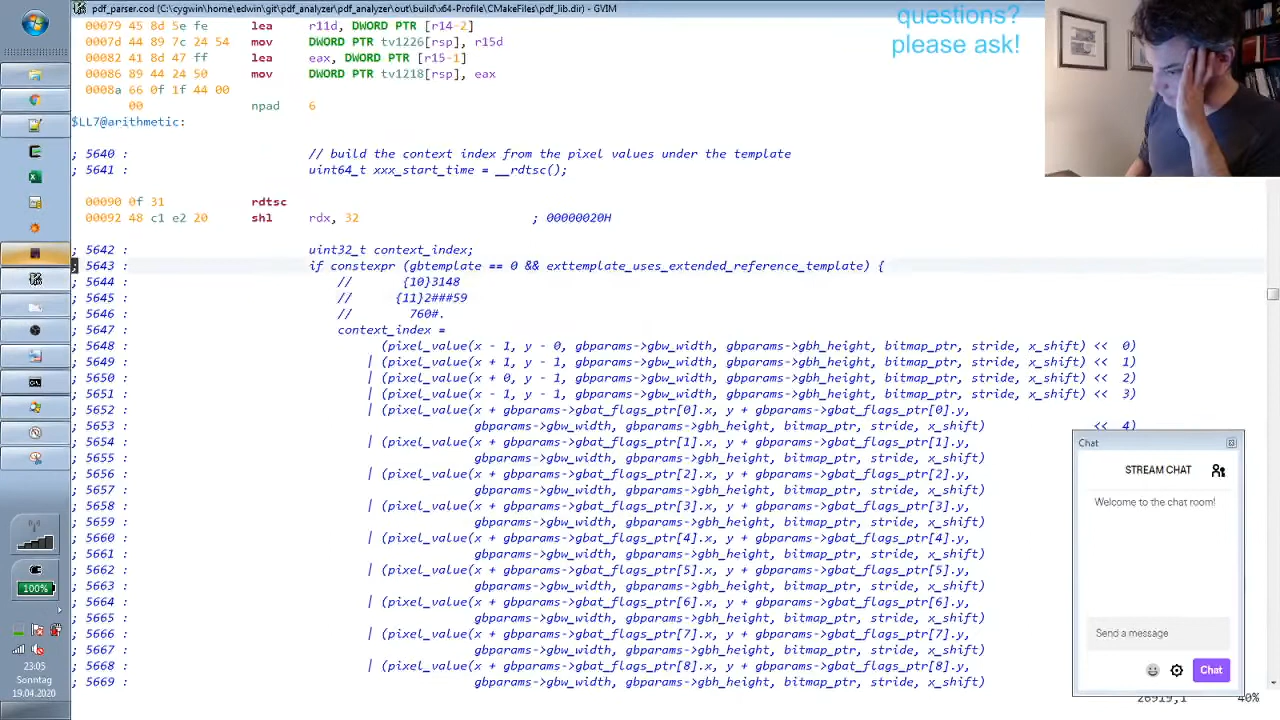 pdf_parser.cod (C:\cygwin\home\edwin\git\pdf_analyzer\pdf_analyzer\out\build\x64-Profile\CMakeFiles\pdf_lib.dir) - GVIM
00079 45 8d 5e fe lea r11d, DWORD PTR [r14-2]
0007d 44 89 7c 24 54 mov DWORD PTR tv1226[rsp], r15d
00082 41 8d 47 ff lea eax, DWORD PTR [r15-1]
00086 89 44 24 50 mov DWORD PTR tv1218[rsp], eax
0008a 66 0f 1f 44 00
00 npad 6
$LL7@arithmetic:
; 5640 : // build the context index from the pixel values under the template
; 5641 : uint64_t xxx_start_time = __rdtsc();
00090 0f 31 rdtsc
00092 48 c1 e2 20 shl rdx, 32 ; 00000020H
; 5642 : uint32_t context_index;
; 5643 : if constexpr (gbtemplate == 0 && exttemplate_uses_extended_reference_template) {
; 5644 : // {10}3148
; 5645 : // {11}2###59
; 5646 : // 760#.
; 5647 : context_index =
; 5648 : (pixel_value(x - 1, y - 0, gbparams->gbw_width, gbparams->gbh_height, bitmap_ptr, stride, x_shift) << 0)
; 5649 : | (pixel_value(x + 1, y - 1, gbparams->gbw_width, gbparams->gbh_height, bitmap_ptr, stride, x_shift) << 1)
; 5650 : | (pixel_value(x + 0, y - 1, gbparams->gbw_width, gbparams->gbh_height, bitmap_ptr, stride, x_shift) << 2)
; 5651 : | (pixel_value(x - 1, y - 1, gbparams->gbw_width, gbparams->gbh_height, bitmap_ptr, stride, x_shift) << 3)
; 5652 : | (pixel_value(x + gbparams->gbat_flags_ptr[0].x, y + gbparams->gbat_flags_ptr[0].y,
; 5653 : gbparams->gbw_width, gbparams->gbh_height, bitmap_ptr, stride, x_shift) << 4)
; 5654 : | (pixel_value(x + gbparams->gbat_flags_ptr[1].x, y + gbparams->gbat_flags_ptr[1].y,
; 5655 : gbparams->gbw_width, gbparams->gbh_height, bitmap_ptr, stride, x_shift)
; 5656 : | (pixel_value(x + gbparams->gbat_flags_ptr[2].x, y + gbparams->gbat_flags_ptr[2].y,
; 5657 : gbparams->gbw_width, gbparams->gbh_height, bitmap_ptr, stride, x_shift)
; 5658 : | (pixel_value(x + gbparams->gbat_flags_ptr[3].x, y + gbparams->gbat_flags_ptr[3].y,
; 5659 : gbparams->gbw_width, gbparams->gbh_height, bitmap_ptr, stride, x_shift)
; 5660 : | (pixel_value(x + gbparams->gbat_flags_ptr[4].x, y + gbparams->gbat_flags_ptr[4].y,
; 5661 : gbparams->gbw_width, gbparams->gbh_height, bitmap_ptr, stride, x_shift)
; 5662 : | (pixel_value(x + gbparams->gbat_flags_ptr[5].x, y + gbparams->gbat_flags_ptr[5].y,
; 5663 : gbparams->gbw_width, gbparams->gbh_height, bitmap_ptr, stride, x_shift)
; 5664 : | (pixel_value(x + gbparams->gbat_flags_ptr[6].x, y + gbparams->gbat_flags_ptr[6].y,
; 5665 : gbparams->gbw_width, gbparams->gbh_height, bitmap_ptr, stride, x_shift)
; 5666 : | (pixel_value(x + gbparams->gbat_flags_ptr[7].x, y + gbparams->gbat_flags_ptr[7].y,
; 5667 : gbparams->gbw_width, gbparams->gbh_height, bitmap_ptr, stride, x_shift)
; 5668 : | (pixel_value(x + gbparams->gbat_flags_ptr[8].x, y + gbparams->gbat_flags_ptr[8].y,
; 5669 : gbparams->gbw_width, gbparams->gbh_height, bitmap_ptr, stride, x_shift)
40%
questions?
please ask!
Chat
STREAM CHAT
Welcome to the chat room!
Send a message
Chat
100%
23:05
Sonntag
19.04.2020